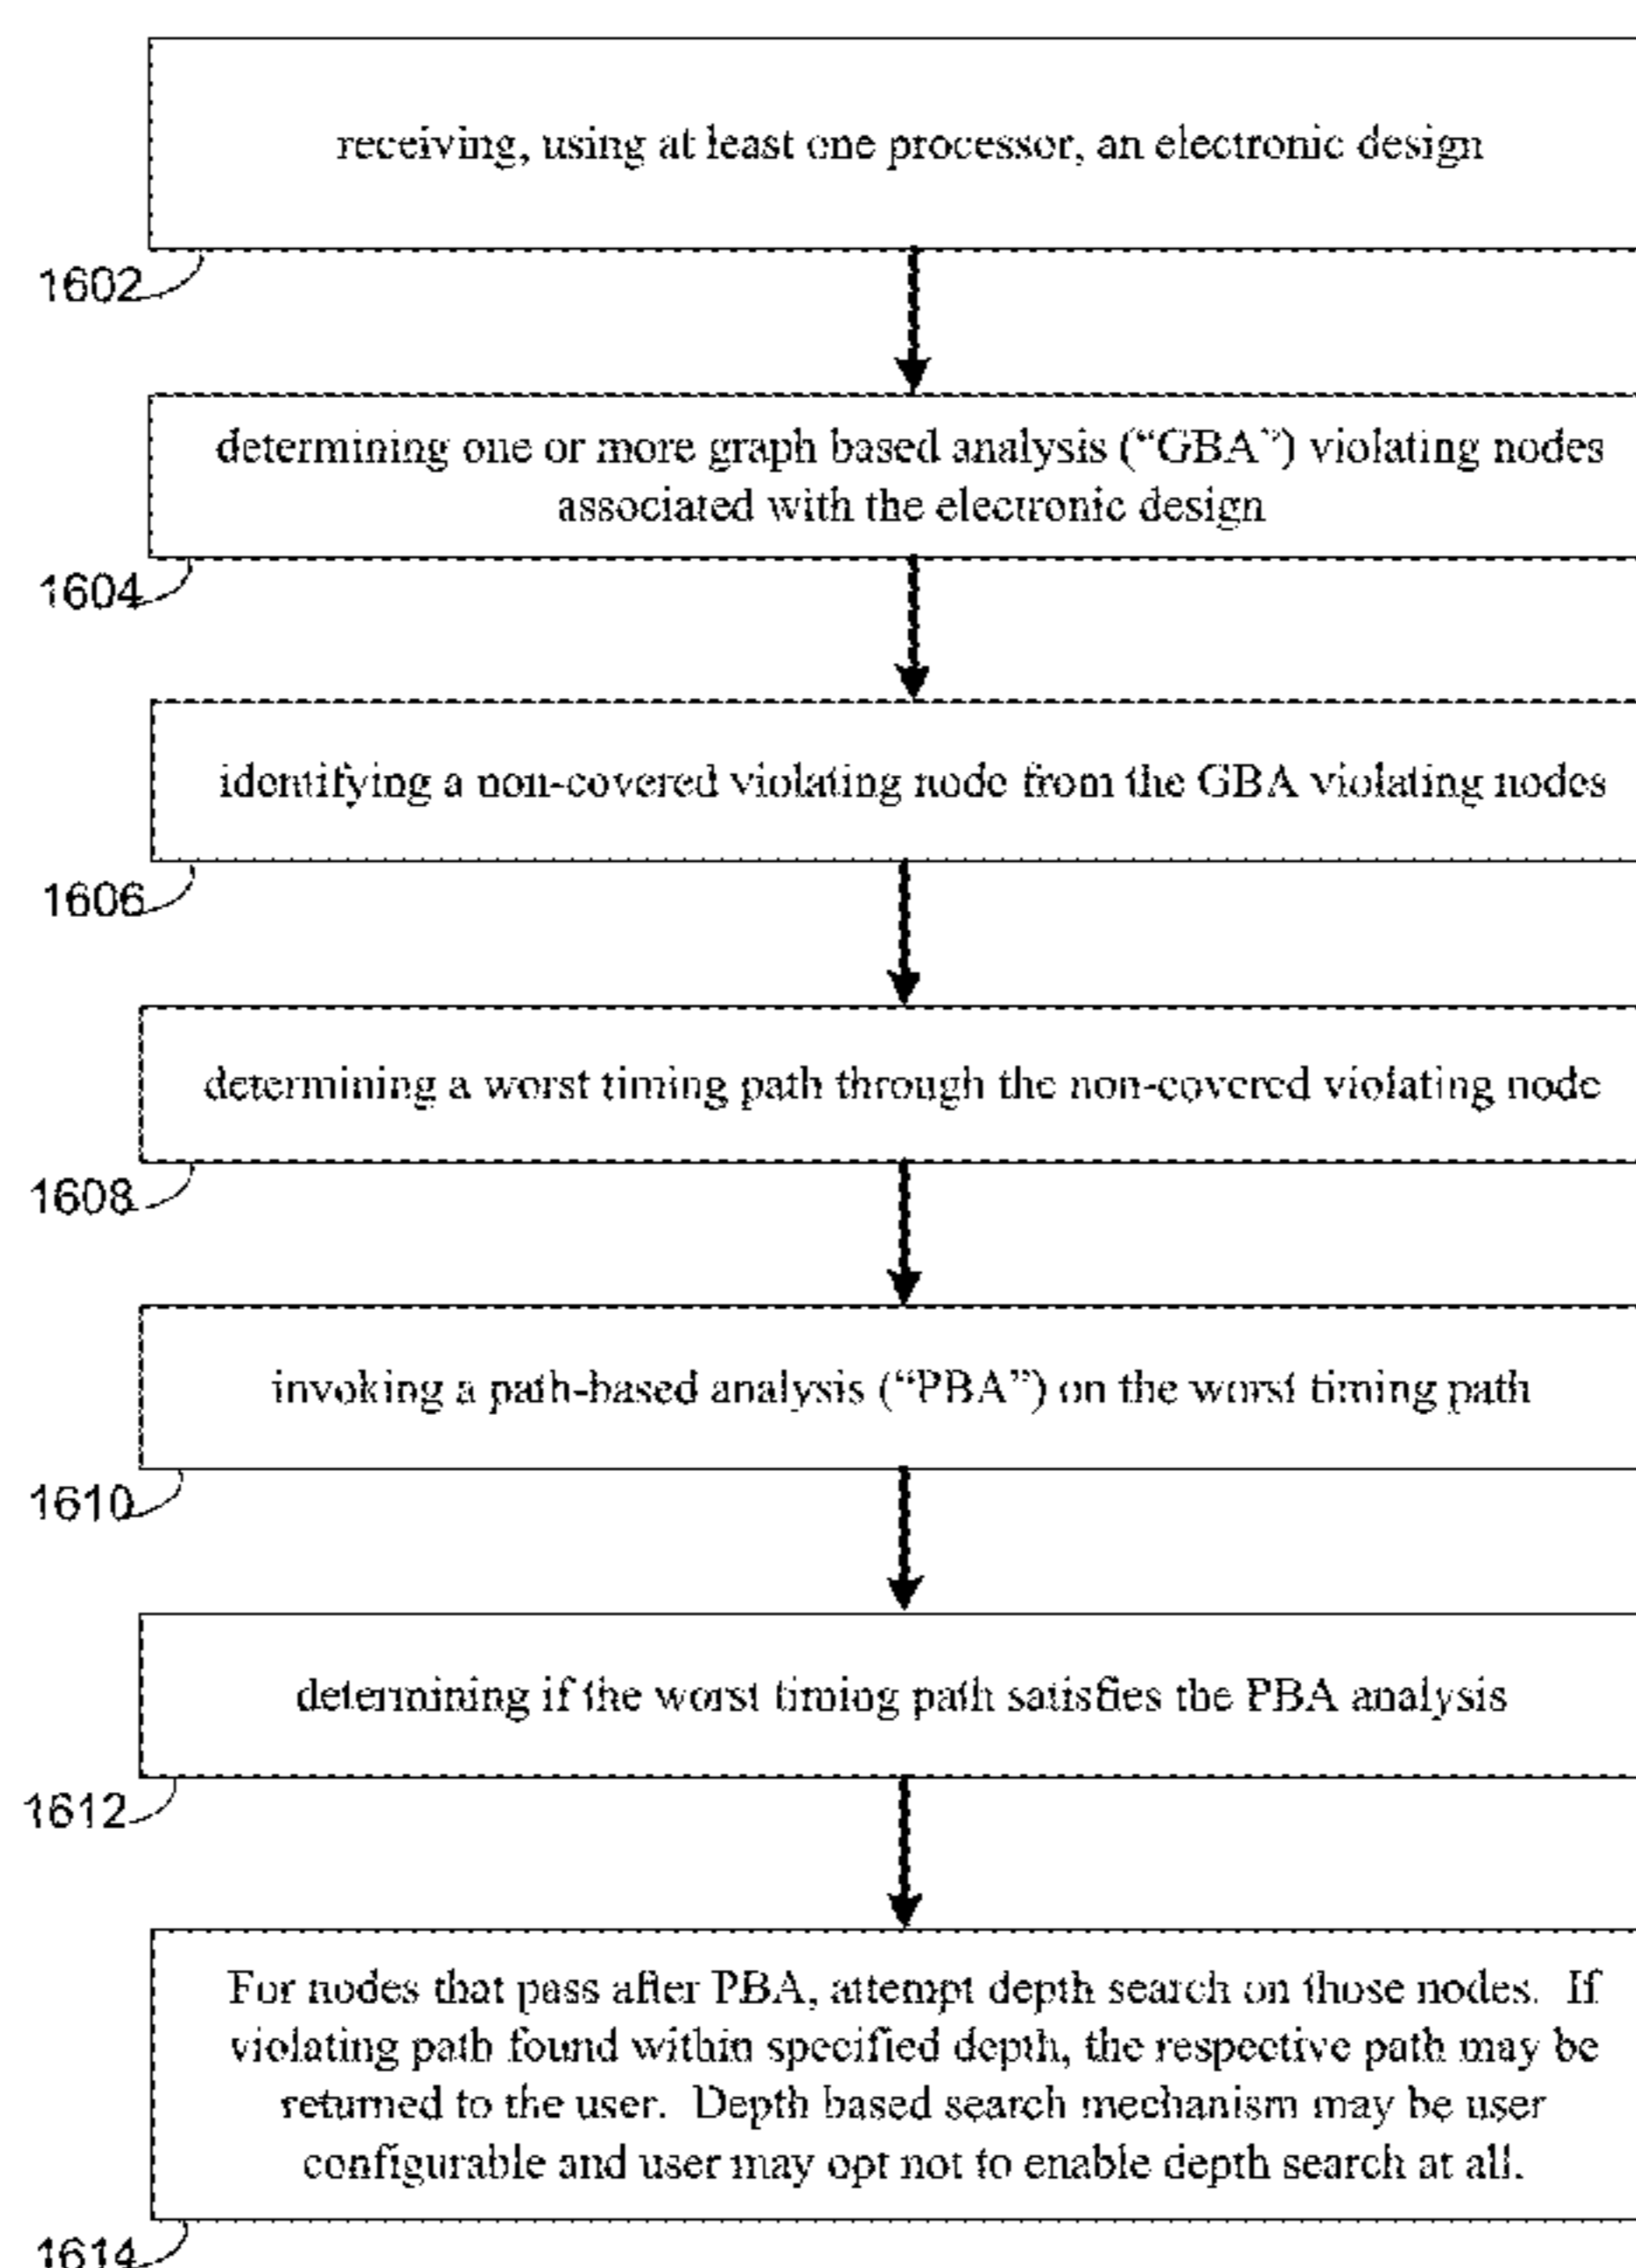 receiving, using at least one processor, an electronic design
1602
determining one or more graph based analysis (“GBA”) violating nodes
associated with the electronic design
1604
identifying a non-covered violating node from the GBA violating nodes
1606
determining a worst timing path through the non-covered violating node
1608
invoking a path-based analysis (“PBA”) on the worst timing path
1610
determining if the worst timing path satisfies the PBA analysis
1612
For nodes that pass after PBA, attempt depth search on those nodes. If
violating path found within specified depth, the respective path may be
returned to the user. Depth based search mechanism may be user
configurable and user may opt not to enable depth search at all.
1614